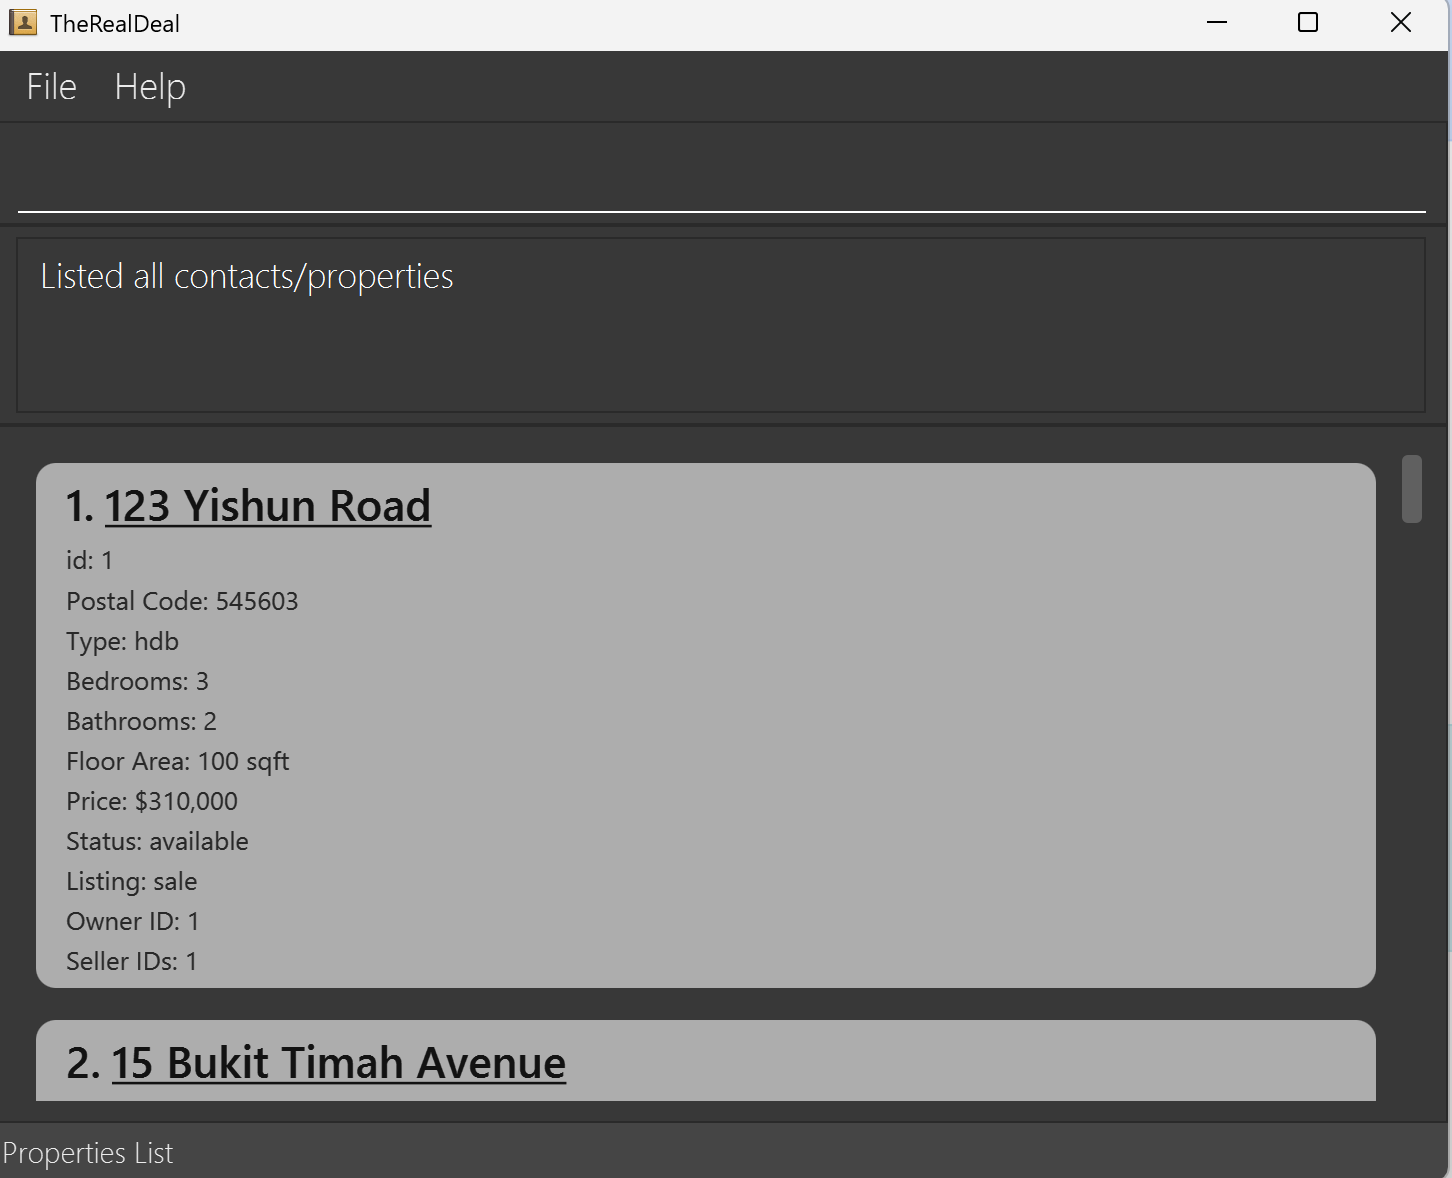 TheRealDeal
File Help
Listed all contacts/properties
1. 123 Yishun Road
id: 1
Postal Code: 545603
Type: hdb
Bedrooms: 3
Bathrooms: 2
Floor Area: 100 sqft
Price: $310,000
Status: available
Listing: sale
Owner ID: 1
Seller IDs: 1
2. 15 Bukit Timah Avenue
Properties List